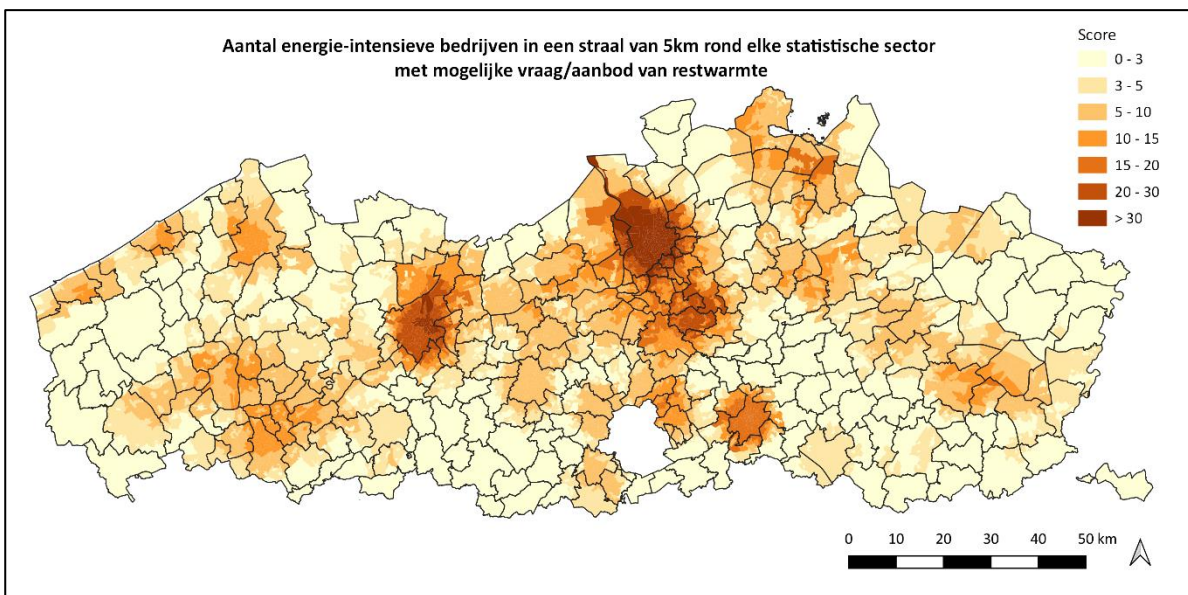 Aantal energie-intensieve bedrijven in een straal van 5km rond elke statistische sector
met mogelijke vraag/aanbod van restwarmte
Score
0 - 3
3 - 5
5 - 10
10 - 15
15 - 20
20 - 30
> 30
0 10 20 30 40 50 km